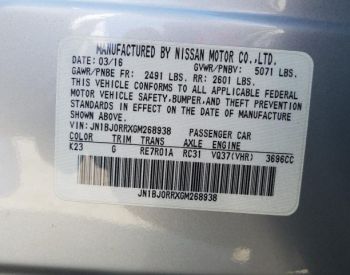 MANUFACTURED BY NISSAN MOTOR CO.,LTD.
DATE: 03/16 GVWR/PNBV: 5071 LBS.
GAWR/PNBE FR: 2491 LBS. RR: 2601 LBS.
THIS VEHICLE CONFORMS TO ALL APPLICABLE FEDERAL
MOTOR VEHICLE SAFETY,BUMPER,AND THEFT PREVENTION
STANDARDS IN EFFECT ON THE DATE OF MANUFACTURE
SHOWN ABOVE.
VIN: JN1BJ0RRXGM268938 PASSENGER CAR
COLOR TRIM TRANS AXLE ENGINE
K23 G RE7R01A RC31 VQ37(VHR) 3696CC
JN1BJ0RRXGM268938